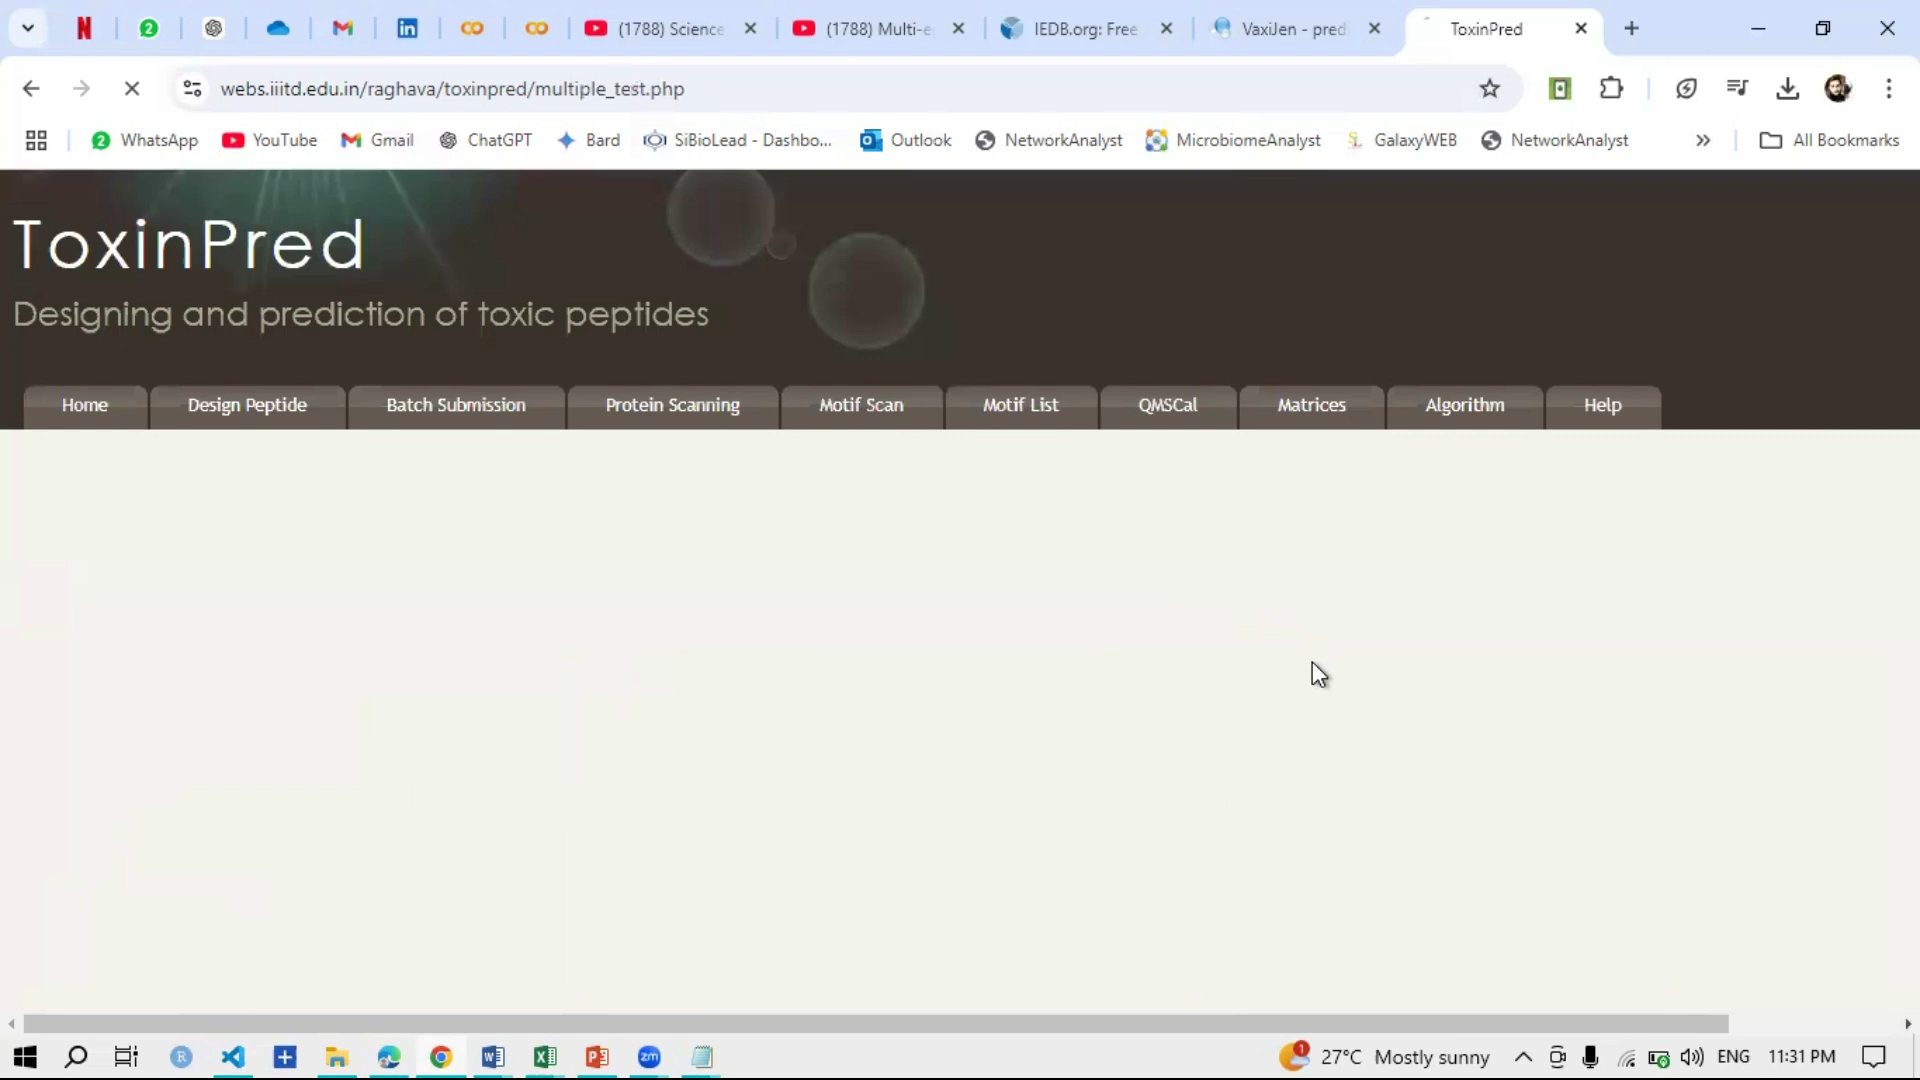 (1788) Science
(1788) Multi-e
IEDB.org: Free
VaxiJen - pred
ToxinPred
webs.iiitd.edu.in/raghava/toxinpred/multiple_test.php
WhatsApp
YouTube
Gmail
ChatGPT
Bard
SiBioLead - Dashbo...
Outlook
NetworkAnalyst
MicrobiomeAnalyst
GalaxyWEB
NetworkAnalyst
All Bookmarks
ToxinPred
Designing and prediction of toxic peptides
Home
Design Peptide
Batch Submission
Protein Scanning
Motif Scan
Motif List
QMSCal
Matrices
Algorithm
Help
27°C Mostly sunny
ENG
11:31 PM